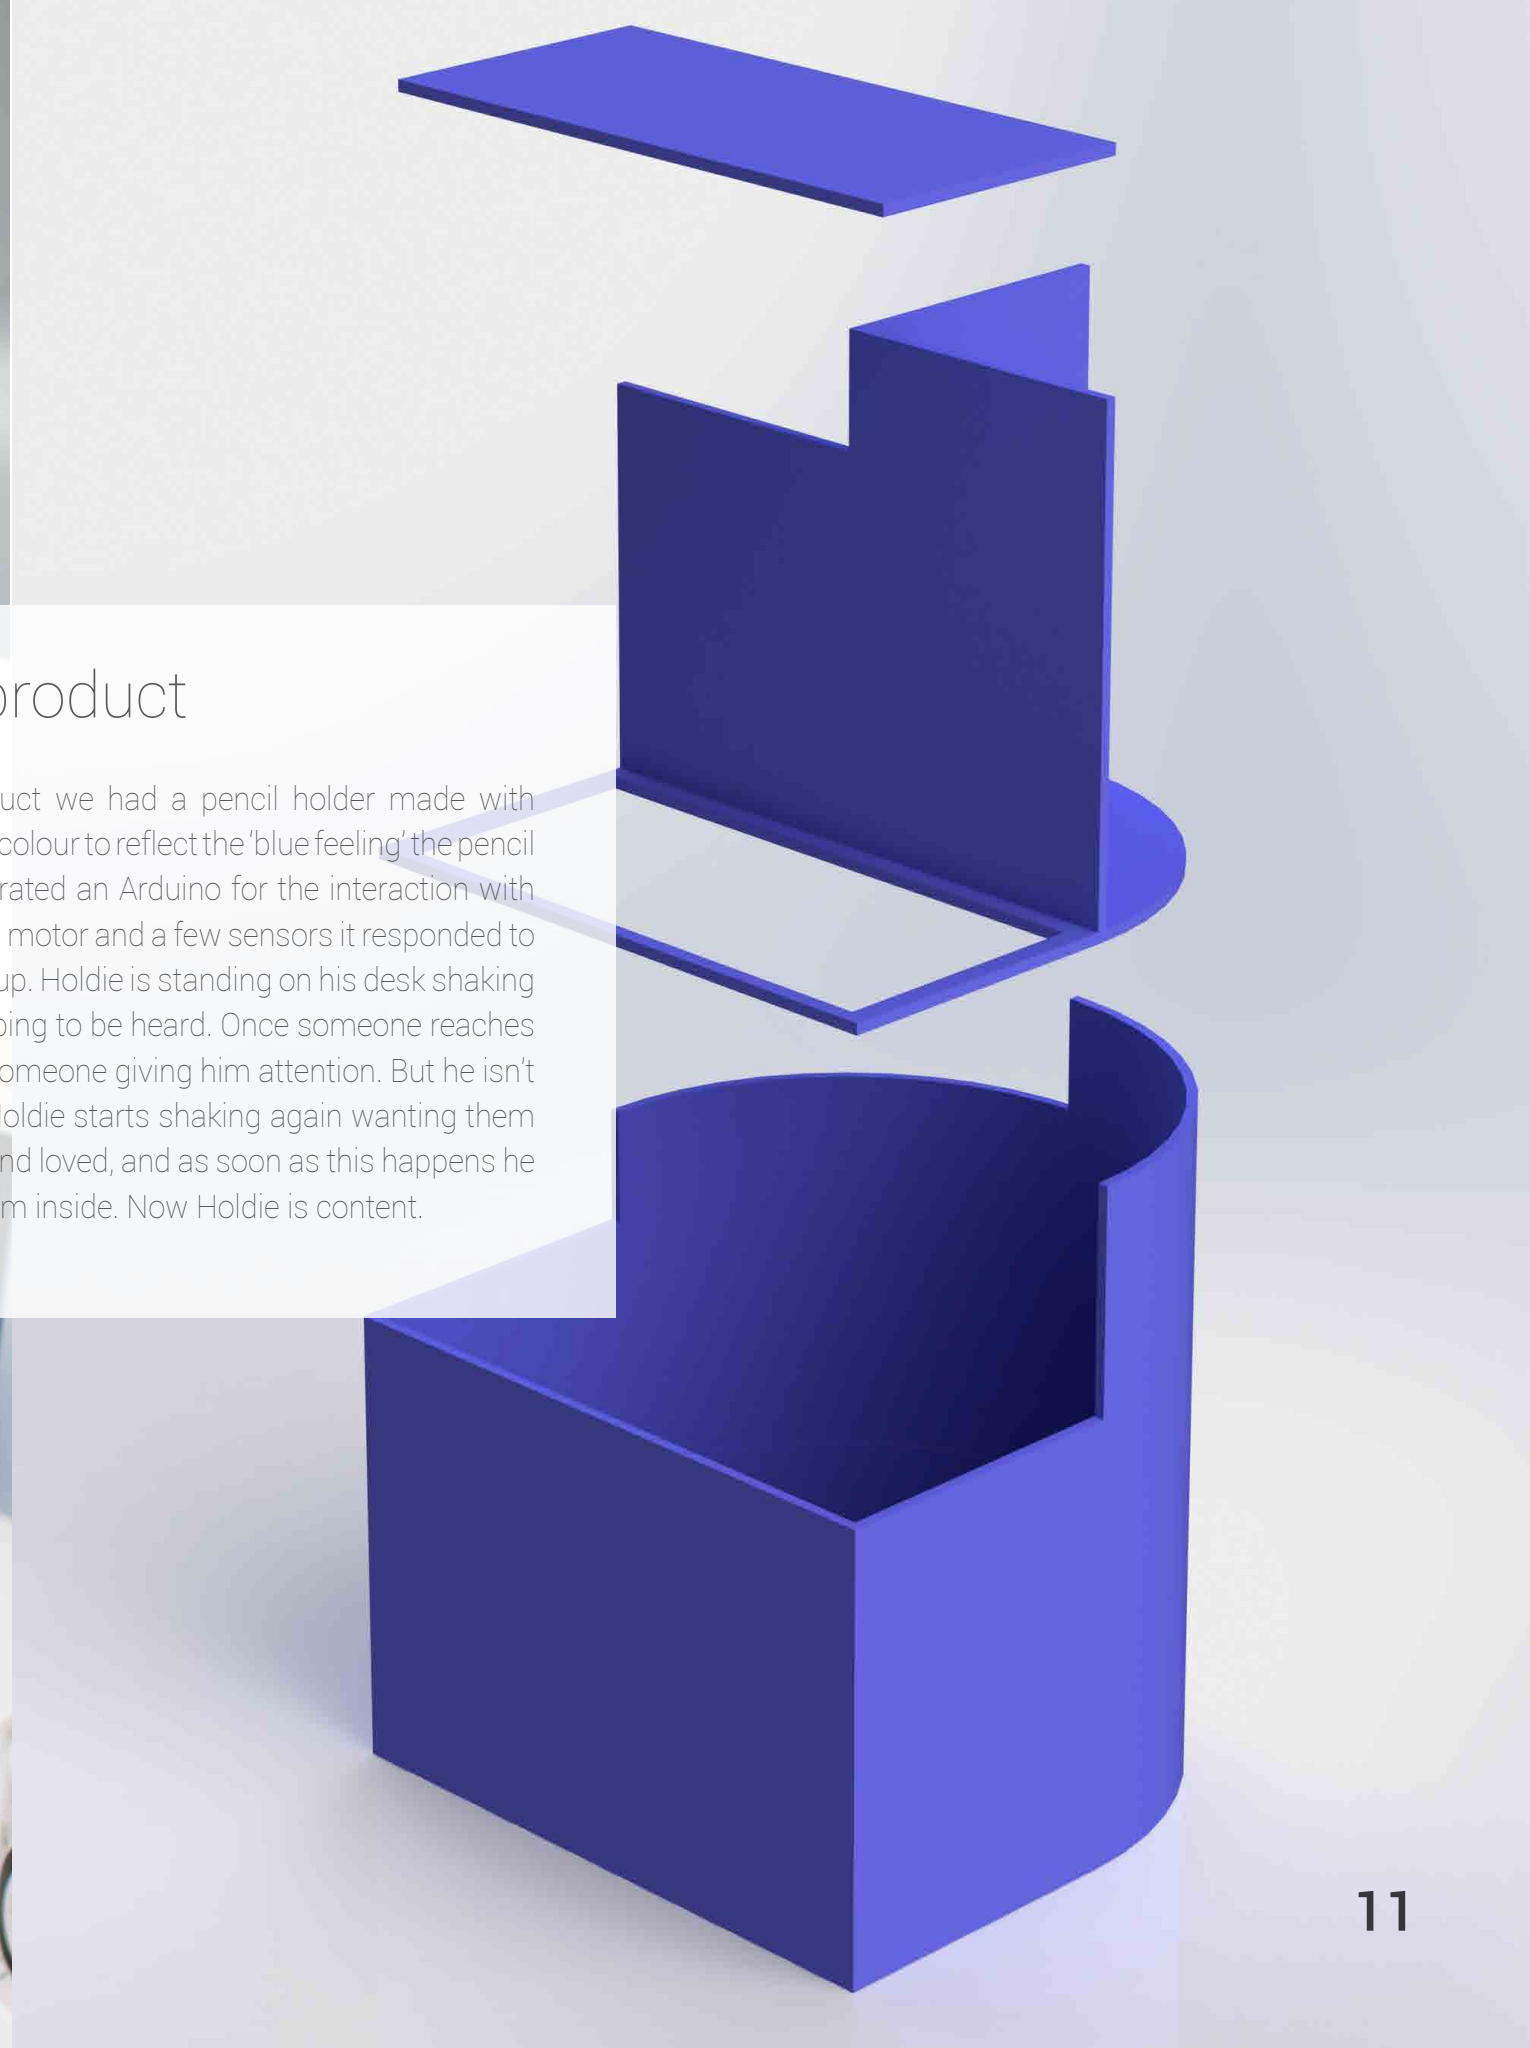 product
uct we had a pencil holder made with
colour to reflect the ‘blue feeling’ the pencil
rated an Arduino for the interaction with
motor and a few sensors it responded to
up. Holdie is standing on his desk shaking
ping to be heard. Once someone reaches
omeone giving him attention. But he isn’t
Holdie starts shaking again wanting them
nd loved, and as soon as this happens he
m inside. Now Holdie is content.
11